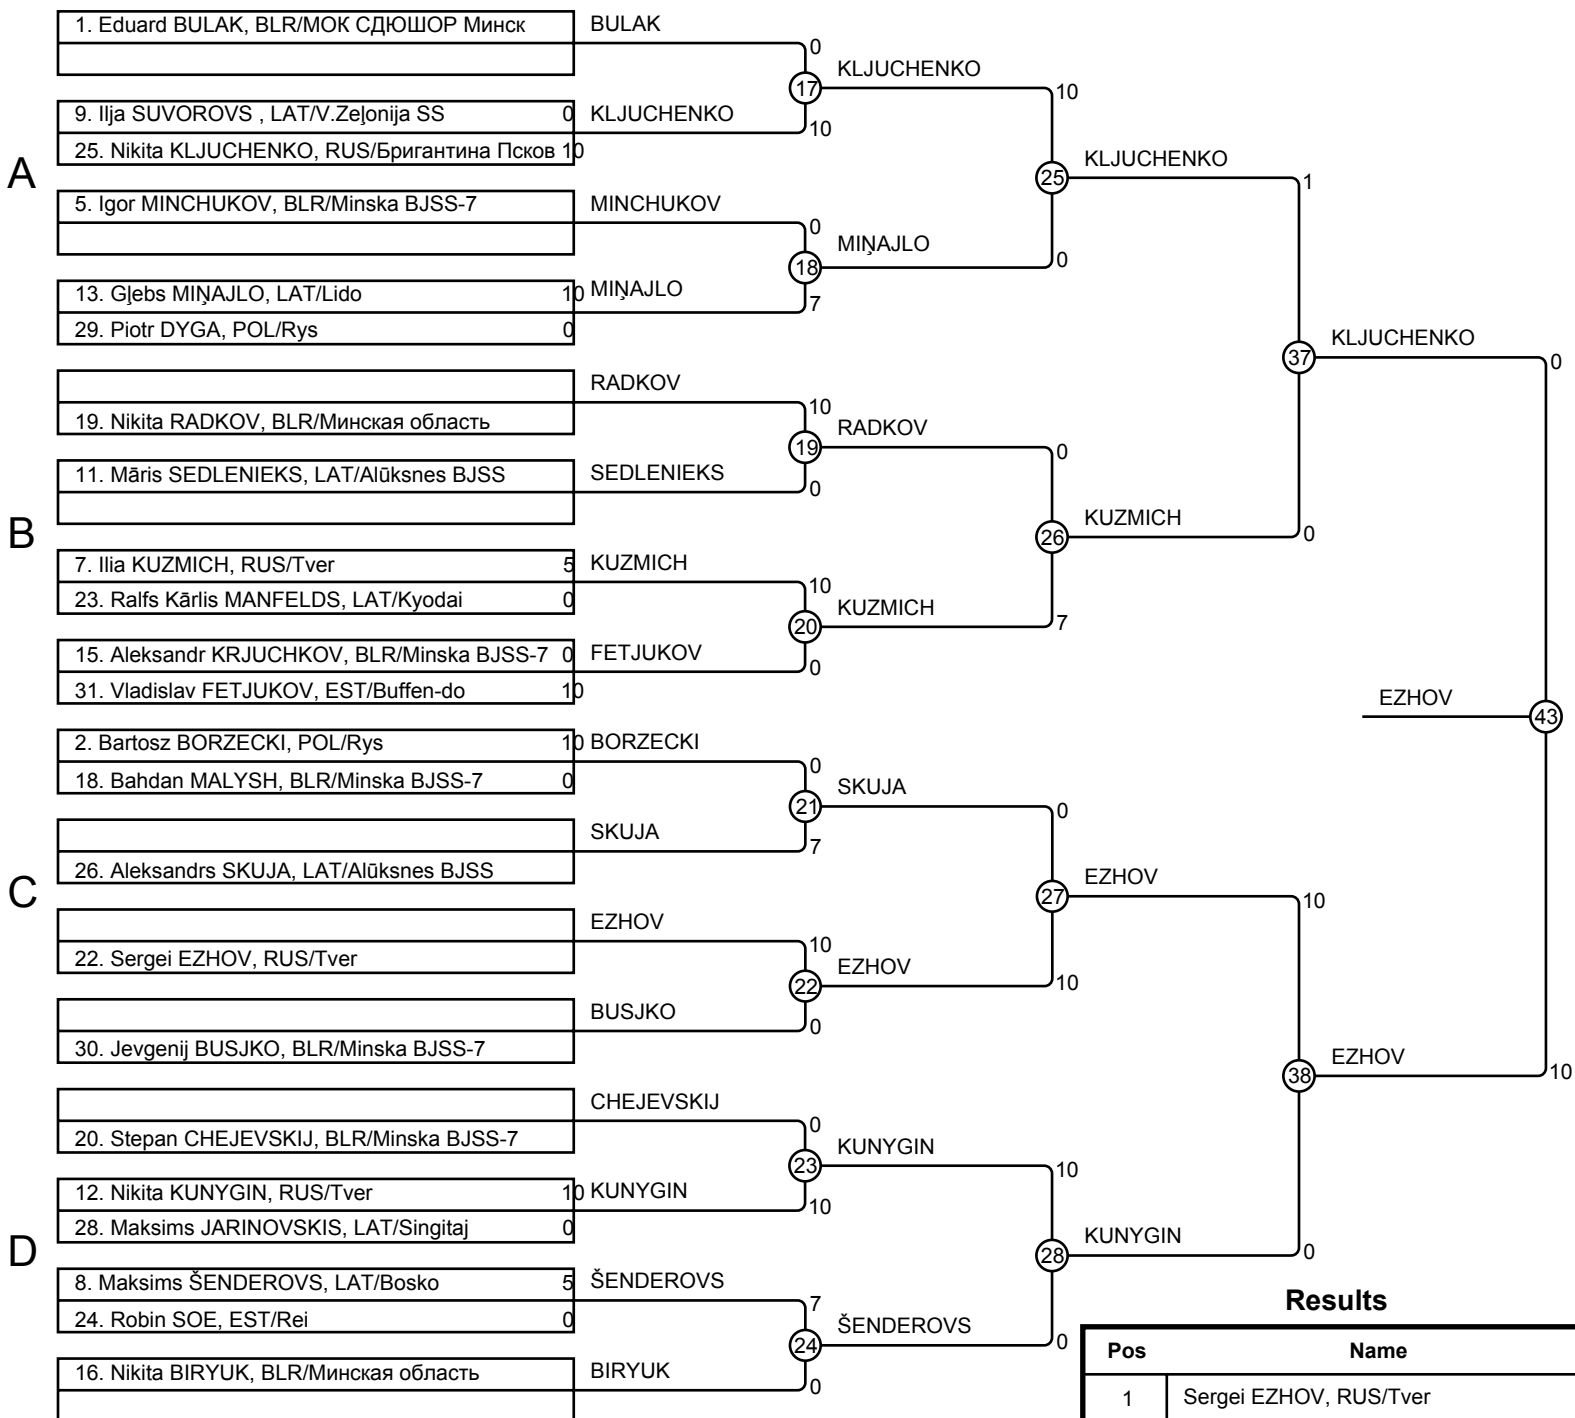 1. Eduard BULAK, BLR/МОК СДЮШОР Минск
BULAK
0
17
KLJUCHENKO
10
9. Ilja SUVOROVS , LAT/V.Zeļonija SS 0
KLJUCHENKO
10
25. Nikita KLJUCHENKO, RUS/Бригантина Псков 10
A
25
KLJUCHENKO
1
5. Igor MINCHUKOV, BLR/Minska BJSS-7
MINCHUKOV
0
18
MIŅAJLO
0
13. Gļebs MIŅAJLO, LAT/Lido 10
MIŅAJLO
7
29. Piotr DYGA, POL/Rys 0
37
KLJUCHENKO
0
RADKOV
19. Nikita RADKOV, BLR/Минская область
10
19
RADKOV
0
11. Māris SEDLENIEKS, LAT/Alūksnes BJSS
SEDLENIEKS
0
B
26
KUZMICH
0
7. Ilia KUZMICH, RUS/Tver 5
KUZMICH
10
23. Ralfs Kārlis MANFELDS, LAT/Kyodai 0
20
KUZMICH
7
15. Aleksandr KRJUCHKOV, BLR/Minska BJSS-7 0
FETJUKOV
0
31. Vladislav FETJUKOV, EST/Buffen-do 10
EZHOV
43
2. Bartosz BORZECKI, POL/Rys 10
BORZECKI
0
18. Bahdan MALYSH, BLR/Minska BJSS-7 0
21
SKUJA
0
SKUJA
7
26. Aleksandrs SKUJA, LAT/Alūksnes BJSS
C
27
EZHOV
10
EZHOV
22. Sergei EZHOV, RUS/Tver
10
22
EZHOV
10
BUSJKO
0
30. Jevgenij BUSJKO, BLR/Minska BJSS-7
38
EZHOV
10
CHEJEVSKIJ
0
20. Stepan CHEJEVSKIJ, BLR/Minska BJSS-7
23
KUNYGIN
10
12. Nikita KUNYGIN, RUS/Tver 10
KUNYGIN
10
28. Maksims JARINOVSKIS, LAT/Singitaj 0
D
28
KUNYGIN
0
8. Maksims ŠENDEROVS, LAT/Bosko 5
ŠENDEROVS
7
24. Robin SOE, EST/Rei 0
24
ŠENDEROVS
0
16. Nikita BIRYUK, BLR/Минская область
BIRYUK
0
Results
Pos Name
1 Sergei EZHOV, RUS/Tver